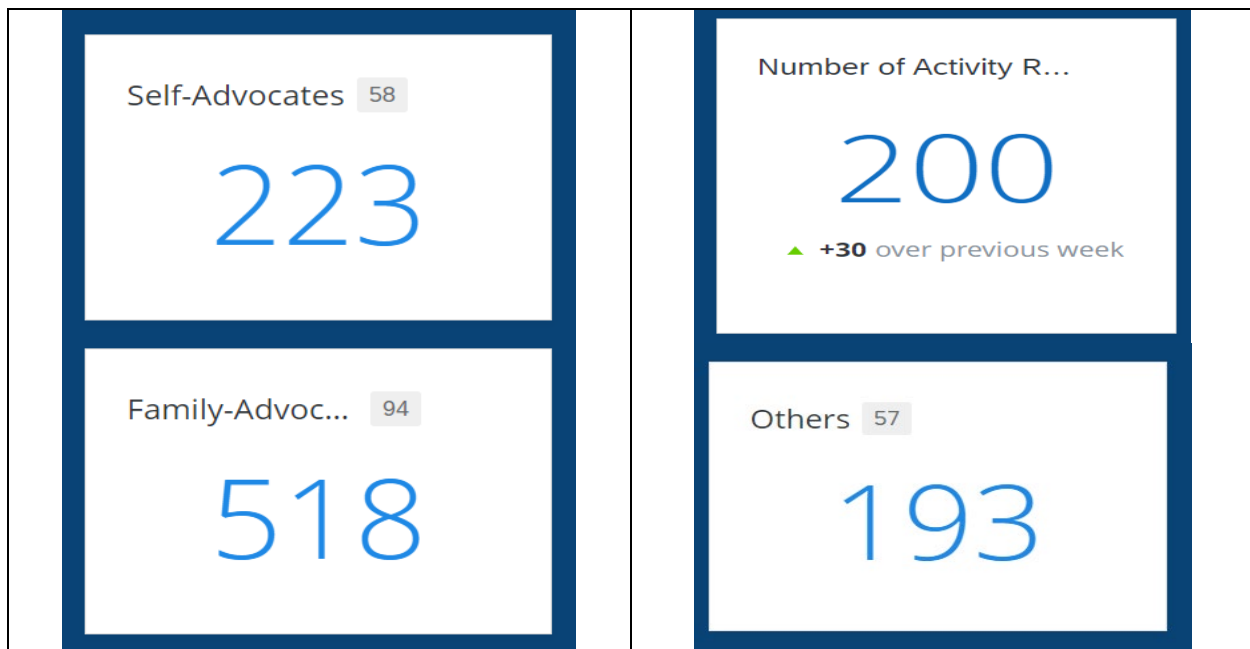 Self-Advocates 58
223
Family-Advoc... 94
518
Number of Activity R...
200
+30 over previous week
Others 57
193